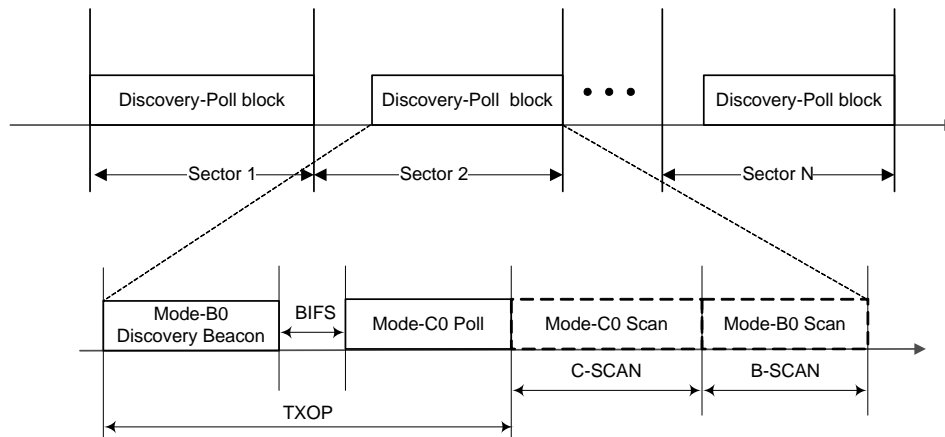 Discovery-Poll block
Discovery-Poll block
Discovery-Poll block
Sector 1
Sector 2
Sector N
Mode-B0
Discovery Beacon
BIFS
Mode-C0 Poll
Mode-C0 Scan
Mode-B0 Scan
C-SCAN
B-SCAN
TXOP